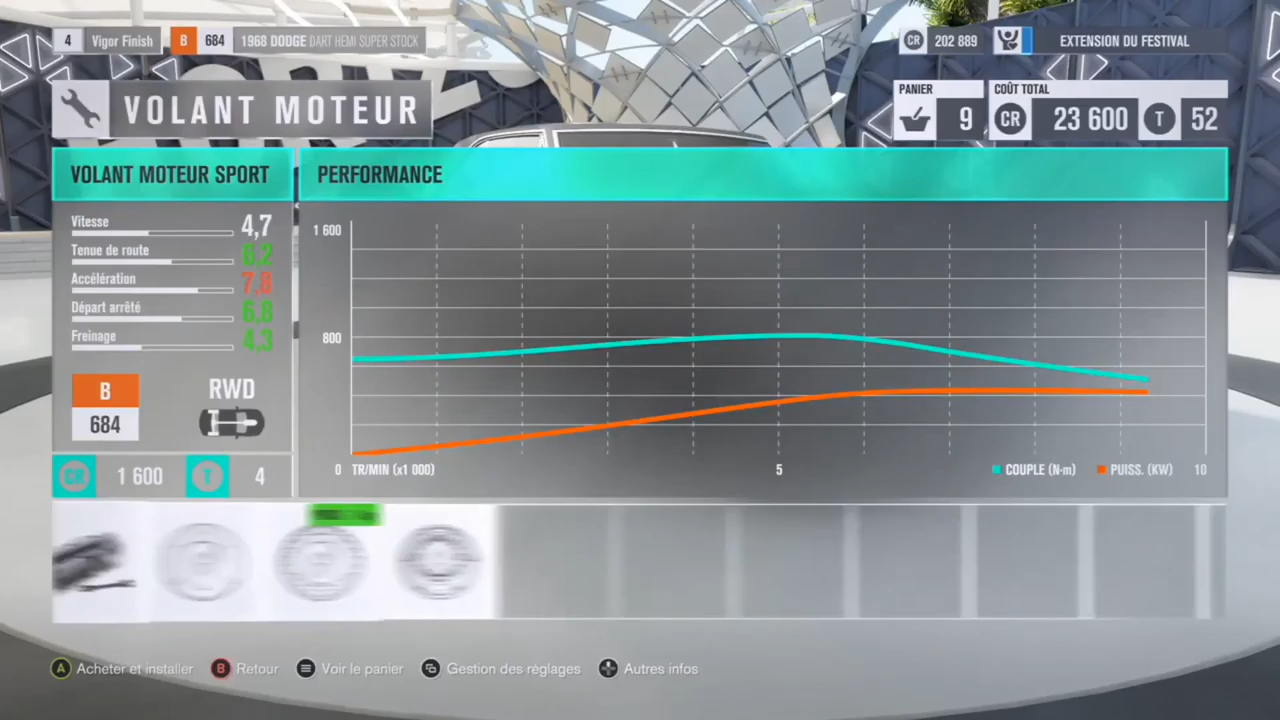 4 Vigor Finish B 684 1968 DODGE DART HEMI SUPER STOCK
CR 202 889 EXTENSION DU FESTIVAL
VOLANT MOTEUR
PANIER COÛT TOTAL
9 CR 23 600 T 52
VOLANT MOTEUR SPORT
PERFORMANCE
Vitesse 4,7
Tenue de route 6,2
Accélération 7,8
Départ arrêté 6,8
Freinage 4,3
B
684
RWD
CR 1 600 T 4
1 600
800
0 TR/MIN (x1 000) 5 COUPLE (N-m) PUISS. (KW) 10
A Acheter et installer B Retour Voir le panier Gestion des réglages Autres infos